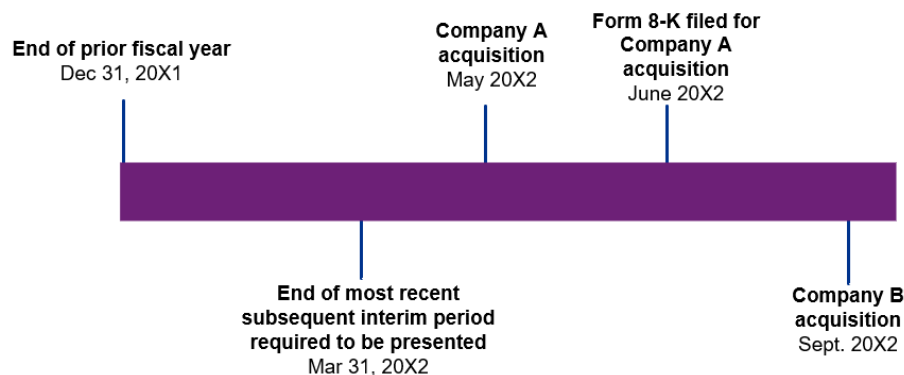 End of prior fiscal year
Dec 31, 20X1
Company A
acquisition
May 20X2
Form 8-K filed for
Company A
acquisition
June 20X2
End of most recent
subsequent interim period
required to be presented
Mar 31, 20X2
Company B
acquisition
Sept. 20X2